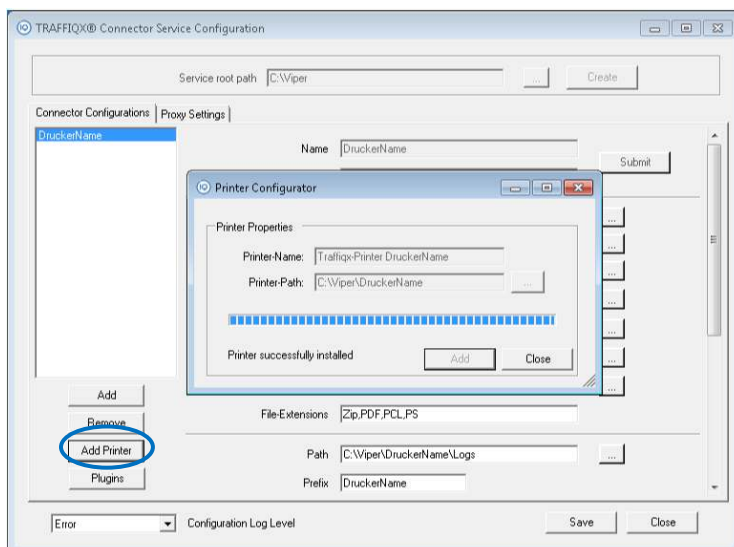 TRAFFIQX® Connector Service Configuration
Service root path C:\Viper ... Create
Connector Configurations Proxy Settings
DruckerName
Name DruckerName
Submit
Printer Configurator
Printer Properties
Printer-Name: Traffiqx-Printer DruckerName
Printer-Path: C:\Viper\DruckerName ...
Printer successfully installed Add Close
...
...
...
...
...
...
...
Add
Remove
Add Printer
Plugins
File-Extensions Zip,PDF,PCL,PS
Path C:\Viper\DruckerName\Logs ...
Prefix DruckerName
Error Configuration Log Level Save Close